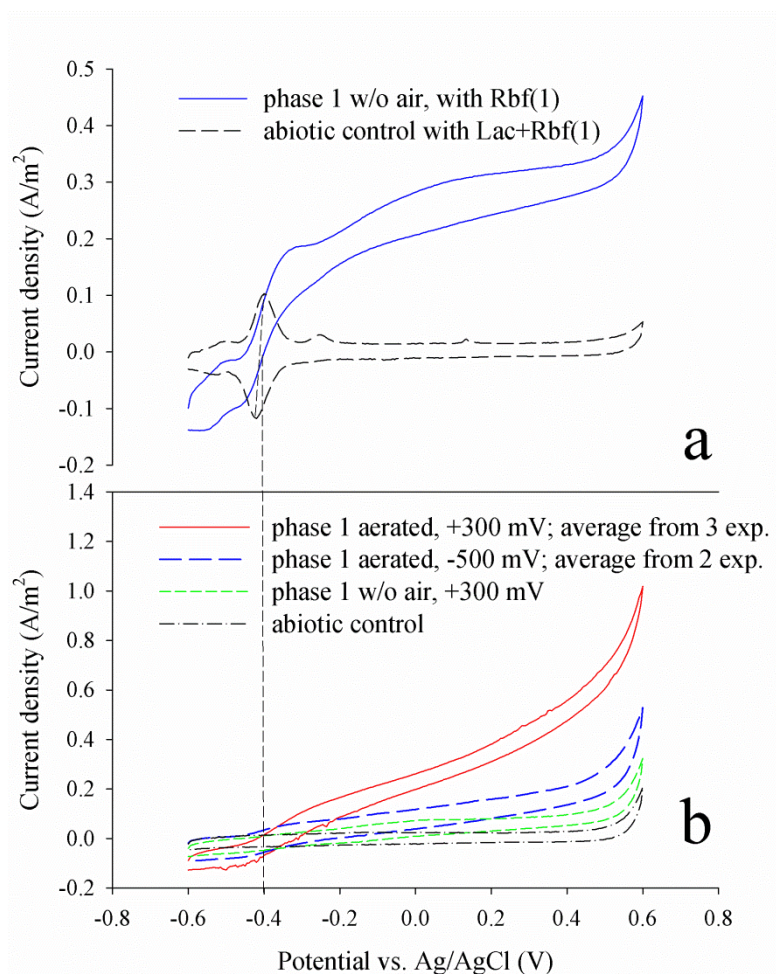 0.5
phase 1 w/o air, with Rbf(1)
abiotic control with Lac+Rbf(1)
0.4
0.3
0.2
0.1
0.0
-0.1
-0.2
Current density (A/m²)
a
1.4
phase 1 aerated, +300 mV; average from 3 exp.
phase 1 aerated, -500 mV; average from 2 exp.
phase 1 w/o air, +300 mV
abiotic control
1.2
1.0
0.8
0.6
0.4
0.2
0.0
-0.2
Current density (A/m²)
b
-0.8 -0.6 -0.4 -0.2 0.0 0.2 0.4 0.6 0.8
Potential vs. Ag/AgCl (V)